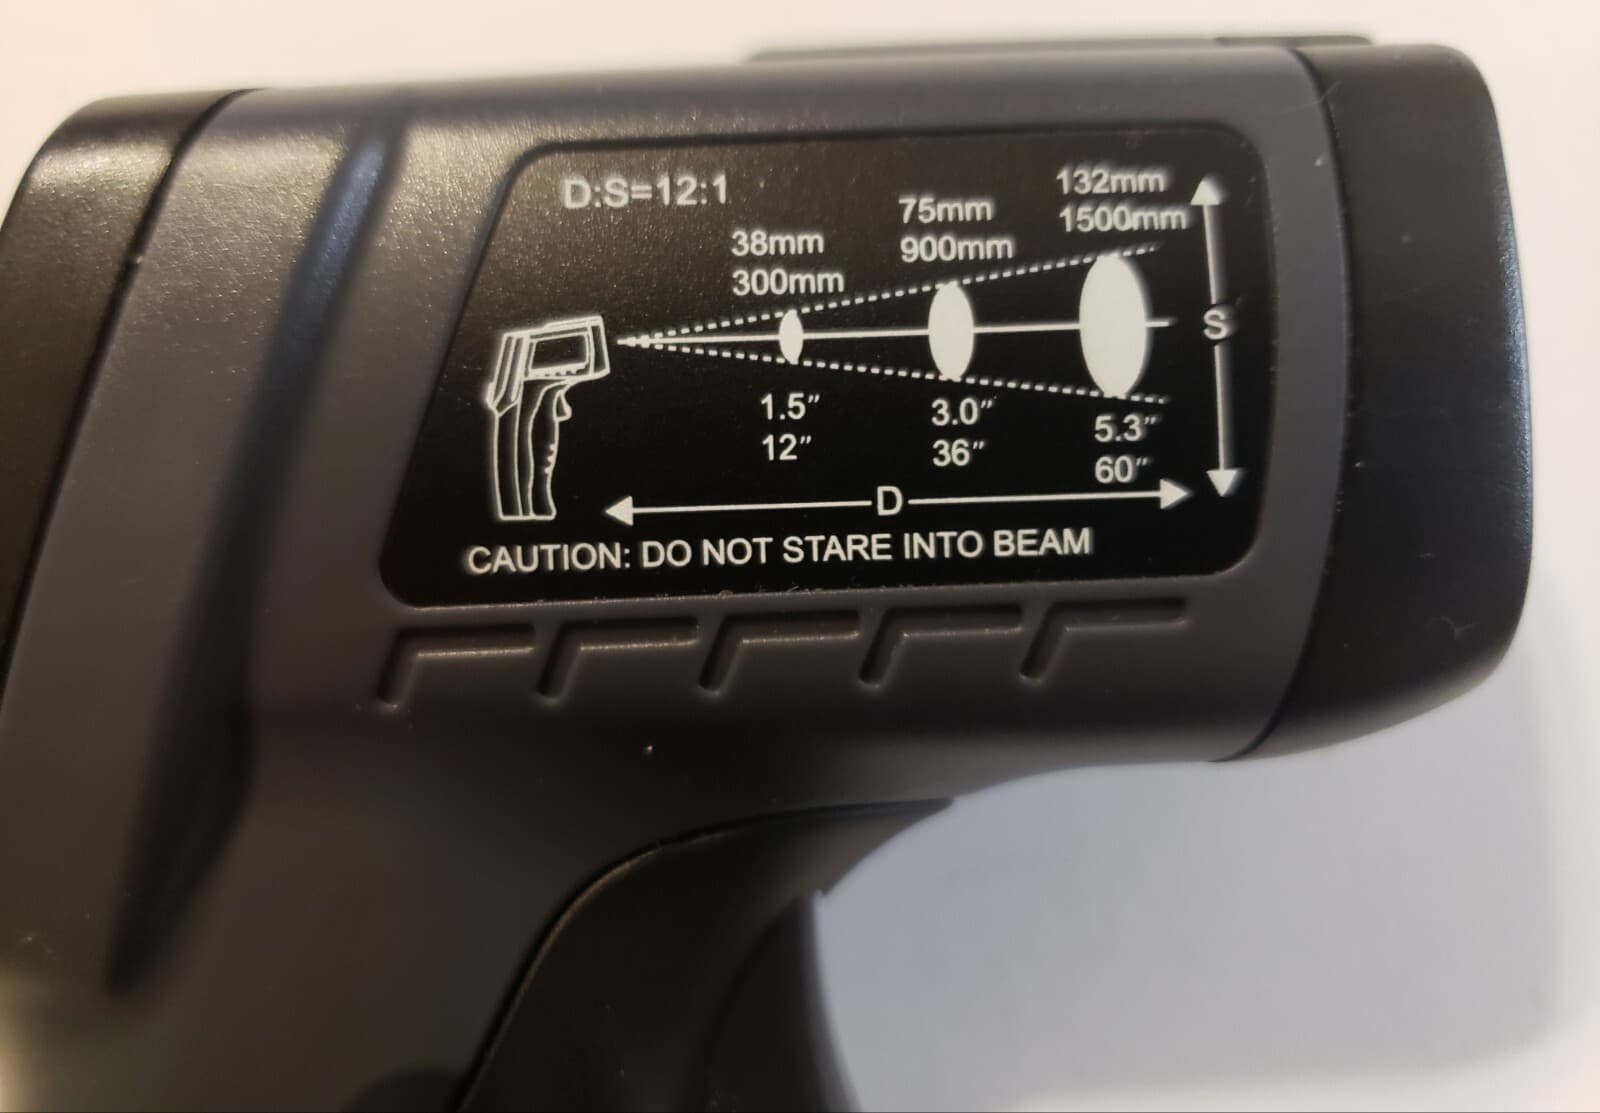 D:S=12:1
38mm
300mm
75mm
900mm
132mm
1500mm
S
1.5"
12"
3.0"
36"
5.3"
60"
D
CAUTION: DO NOT STARE INTO BEAM